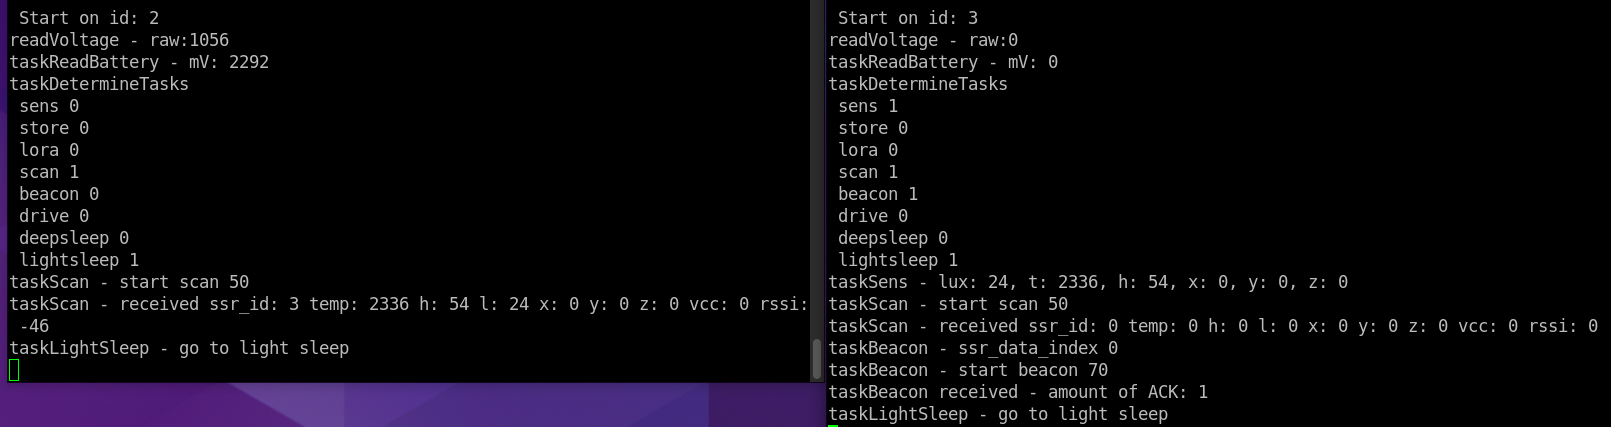 Start on id: 2
readVoltage - raw:1056
taskReadBattery - mV: 2292
taskDetermineTasks
sens 0
store 0
lora 0
scan 1
beacon 0
drive 0
deepsleep 0
lightsleep 1
taskScan - start scan 50
taskScan - received ssr_id: 3 temp: 2336 h: 54 l: 24 x: 0 y: 0 z: 0 vcc: 0 rssi:
-46
taskLightSleep - go to light sleep
Start on id: 3
readVoltage - raw:0
taskReadBattery - mV: 0
taskDetermineTasks
sens 1
store 0
lora 0
scan 1
beacon 1
drive 0
deepsleep 0
lightsleep 1
taskSens - lux: 24, t: 2336, h: 54, x: 0, y: 0, z: 0
taskScan - start scan 50
taskScan - received ssr_id: 0 temp: 0 h: 0 l: 0 x: 0 y: 0 z: 0 vcc: 0 rssi: 0
taskBeacon - ssr_data_index 0
taskBeacon - start beacon 70
taskBeacon received - amount of ACK: 1
taskLightSleep - go to light sleep